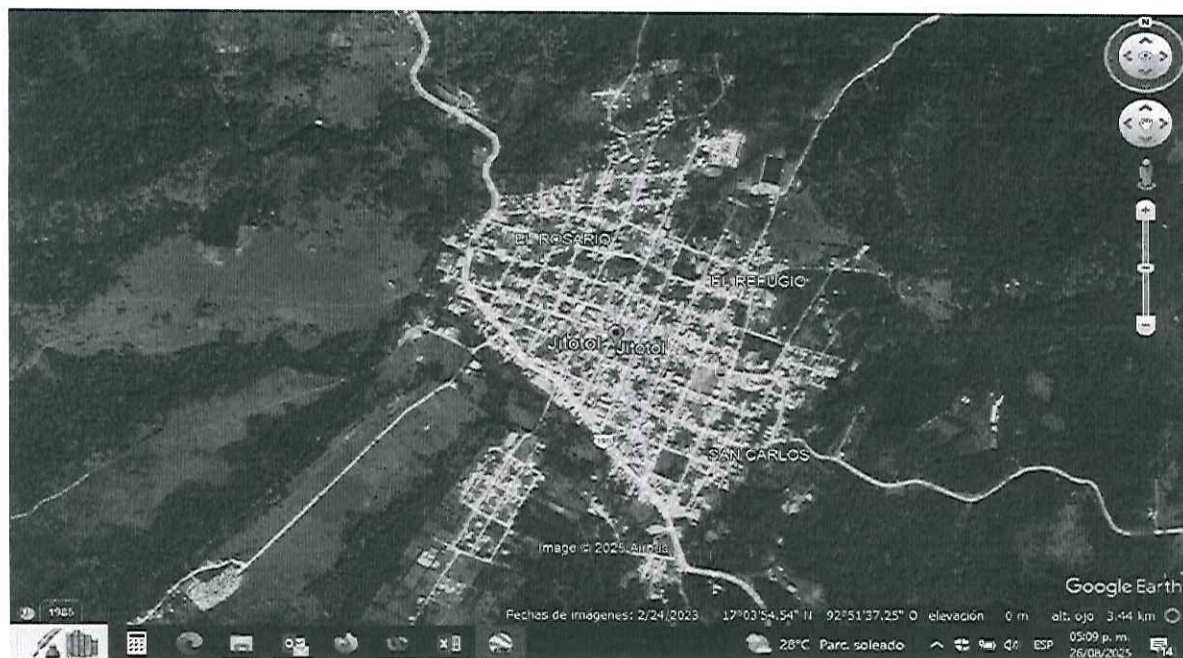 N
EL ROSARIO
EL REFUGIO
Jitotol
Jitotol
SAN CARLOS
Image © 2025 Airbus
Google Earth
1985
Fechas de imágenes: 2/24/2023 17°03'54.54" N 92°51'37.25" O elevación 0 m alt. ojo 3.44 km
28°C Parc. soleado ESP 05:09 p. m.
26/08/2025
14